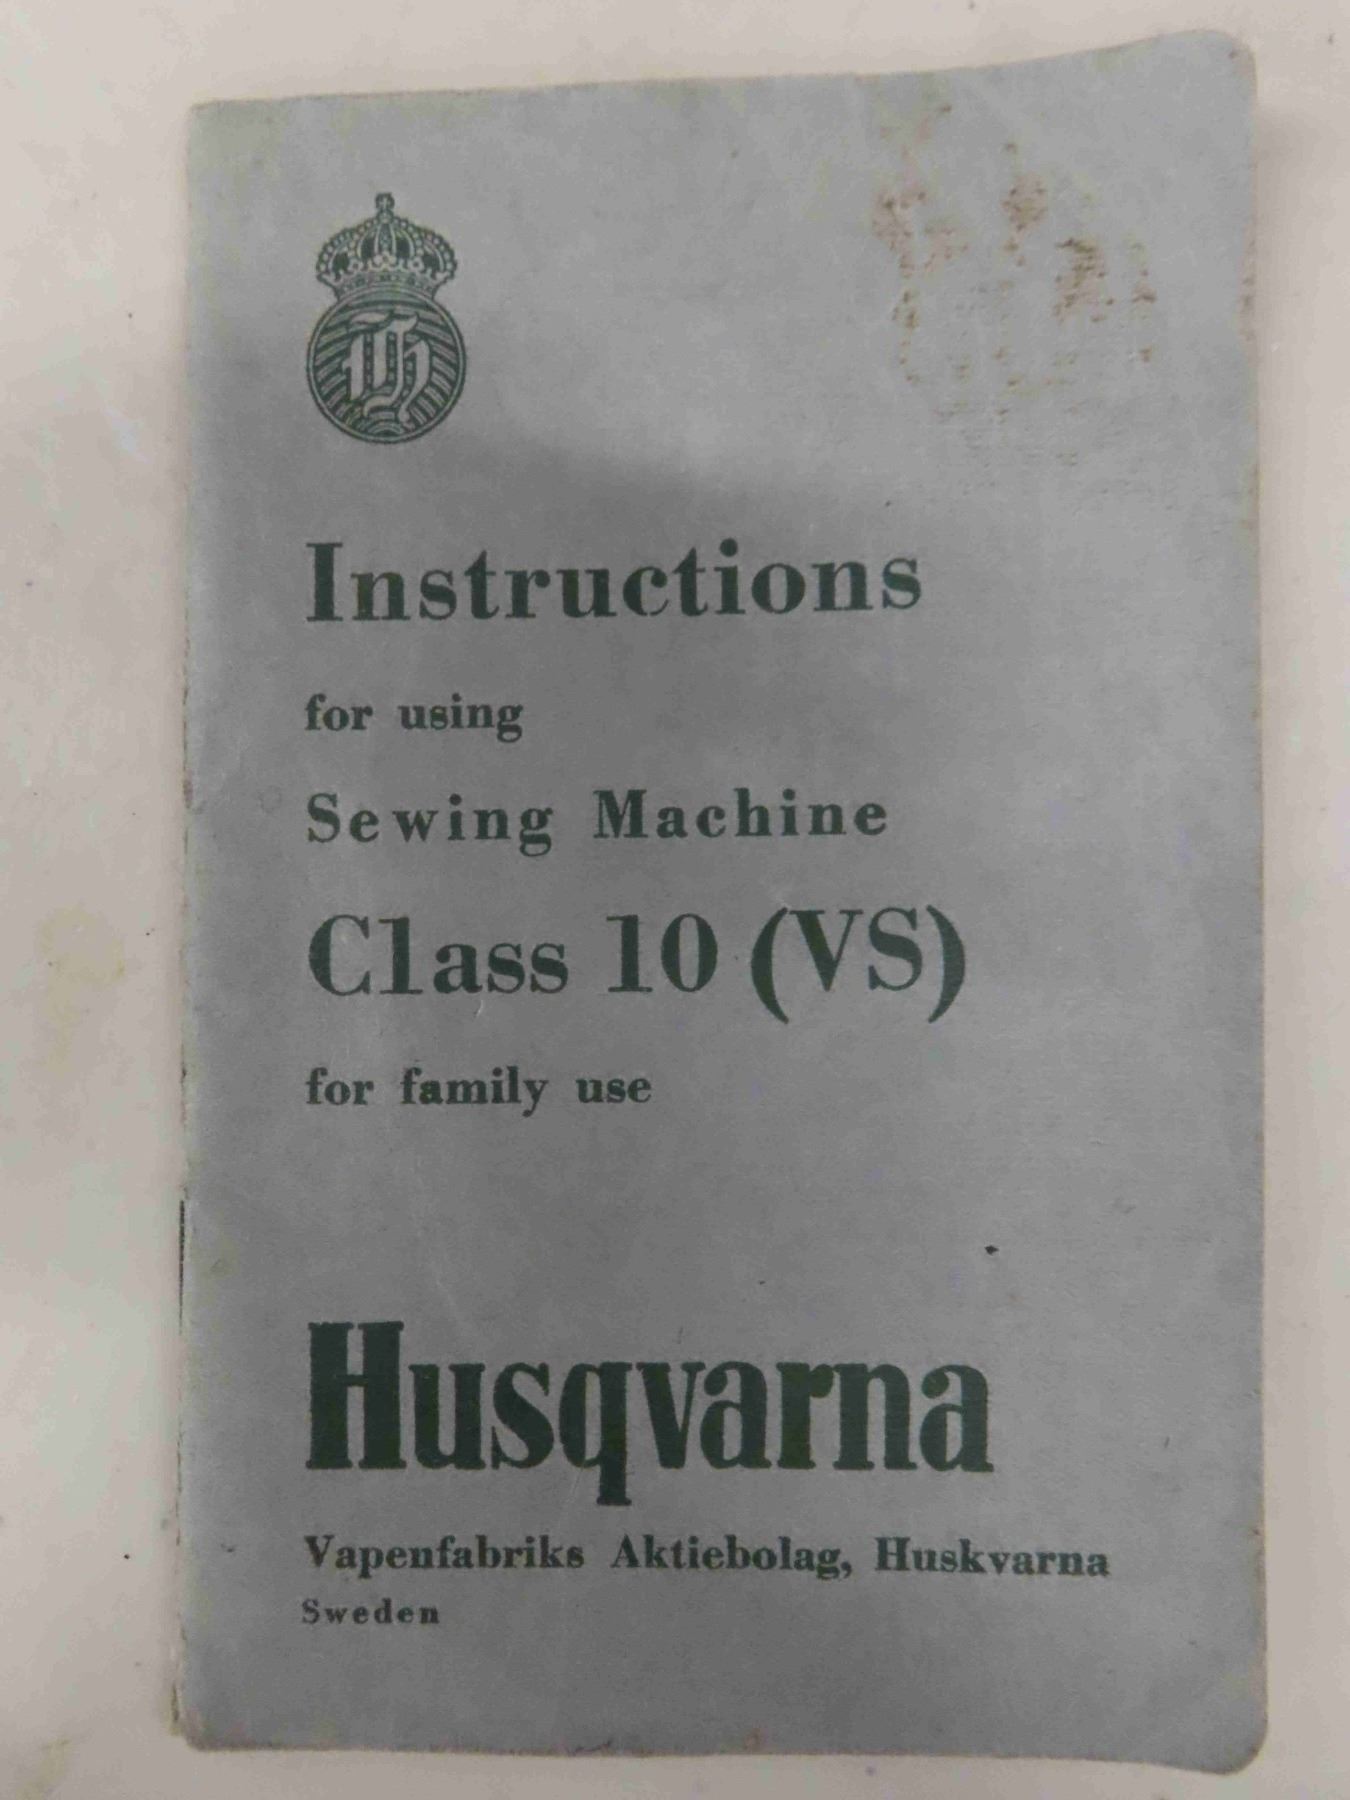 H
Instructions
for using
Sewing Machine
Class 10 (VS)
for family use
Husqvarna
Vapenfabriks Aktiebolag, Huskvarna
Sweden